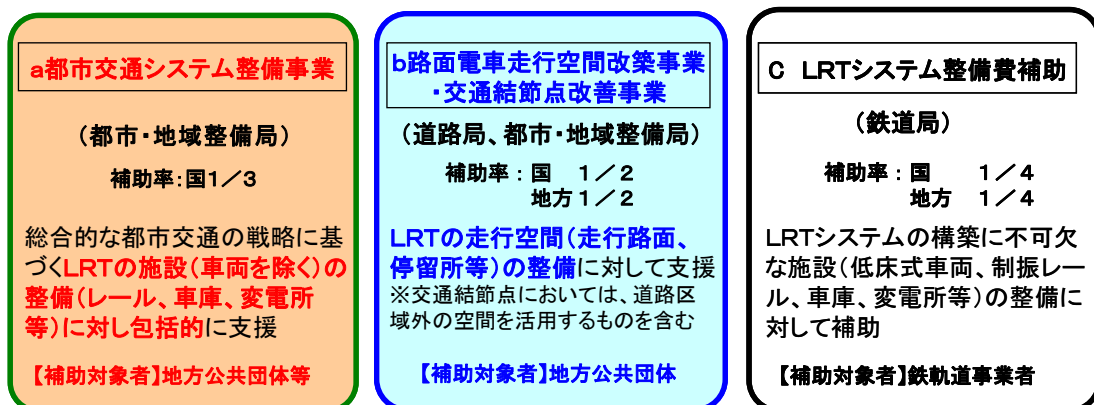 a都市交通システム整備事業
(都市・地域整備局)
補助率:国1/3
総合的な都市交通の戦略に基
づくLRTの施設(車両を除く)の
整備(レール、車庫、変電所
等)に対し包括的に支援
【補助対象者】地方公共団体等
b路面電車走行空間改築事業
・交通結節点改善事業
(道路局、都市・地域整備局)
補助率:国 1/2
地方1/2
LRTの走行空間(走行路面、
停留所等)の整備に対して支援
※交通結節点においては、道路区
域外の空間を活用するものを含む
【補助対象者】地方公共団体
C LRTシステム整備費補助
(鉄道局)
補助率:国 1/4
地方 1/4
LRTシステムの構築に不可欠
な施設(低床式車両、制振レー
ル、車庫、変電所等)の整備に
対して補助
【補助対象者】鉄軌道事業者